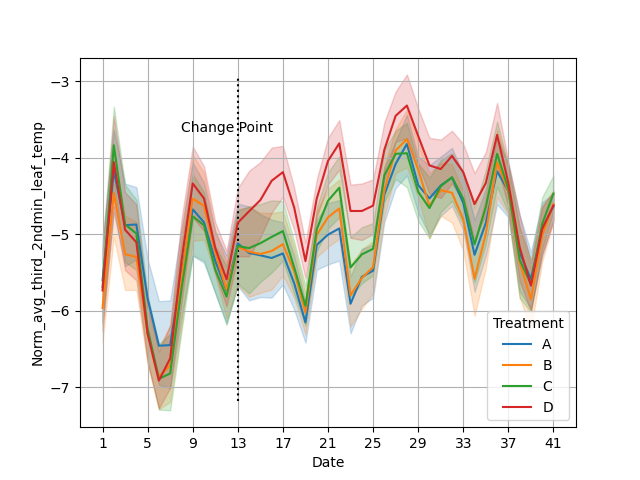 −3
−4
−5
−6
−7
Norm_avg_third_2ndmin_leaf_temp
Change Point
Treatment
A
B
C
D
1 5 9 13 17 21 25 29 33 37 41
Date